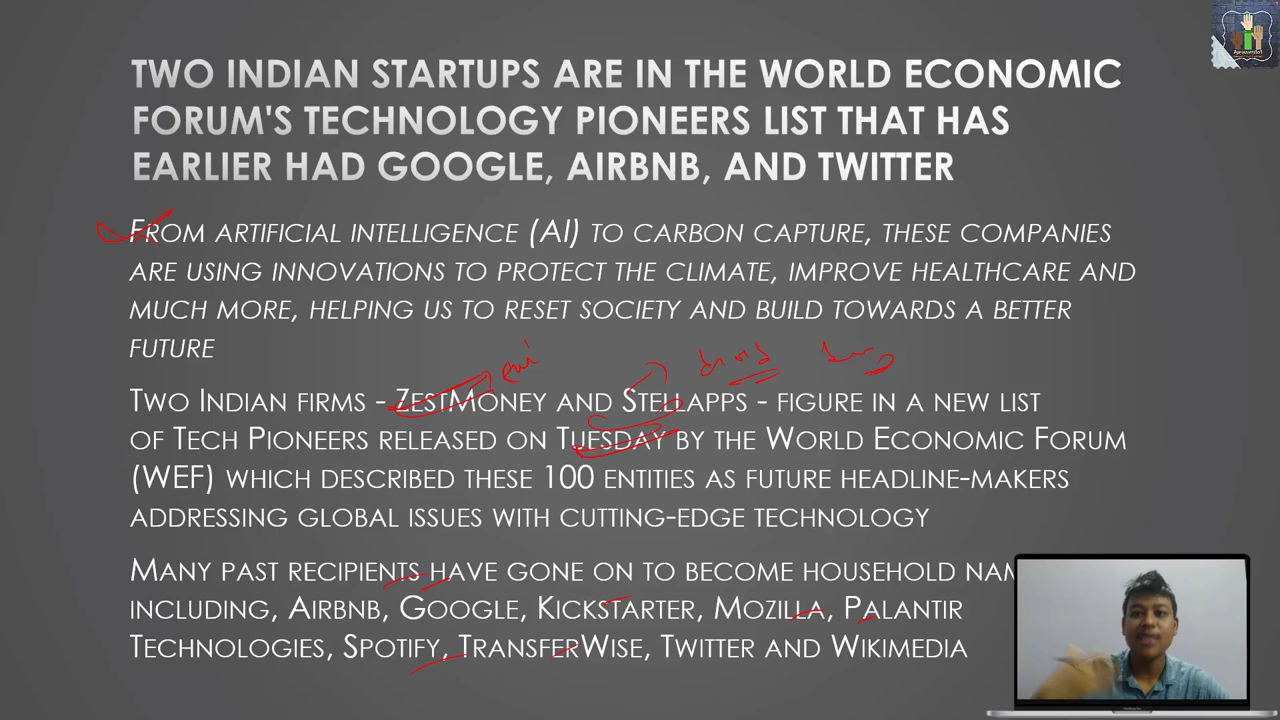 TWO INDIAN STARTUPS ARE IN THE WORLD ECONOMIC
FORUM'S TECHNOLOGY PIONEERS LIST THAT HAS
EARLIER HAD GOOGLE, AIRBNB, AND TWITTER
FROM ARTIFICIAL INTELLIGENCE (AI) TO CARBON CAPTURE, THESE COMPANIES
ARE USING INNOVATIONS TO PROTECT THE CLIMATE, IMPROVE HEALTHCARE AND
MUCH MORE, HELPING US TO RESET SOCIETY AND BUILD TOWARDS A BETTER
FUTURE
TWO INDIAN FIRMS - ZESTMONEY AND STELLAPPS - FIGURE IN A NEW LIST
OF TECH PIONEERS RELEASED ON TUESDAY BY THE WORLD ECONOMIC FORUM
(WEF) WHICH DESCRIBED THESE 100 ENTITIES AS FUTURE HEADLINE-MAKERS
ADDRESSING GLOBAL ISSUES WITH CUTTING-EDGE TECHNOLOGY
MANY PAST RECIPIENTS HAVE GONE ON TO BECOME HOUSEHOLD
INCLUDING, AIRBNB, GOOGLE, KICKSTARTER, MOZILLA, PALANTIR
TECHNOLOGIES, SPOTIFY, TRANSFERWISE, TWITTER AND WIKIMEDIA